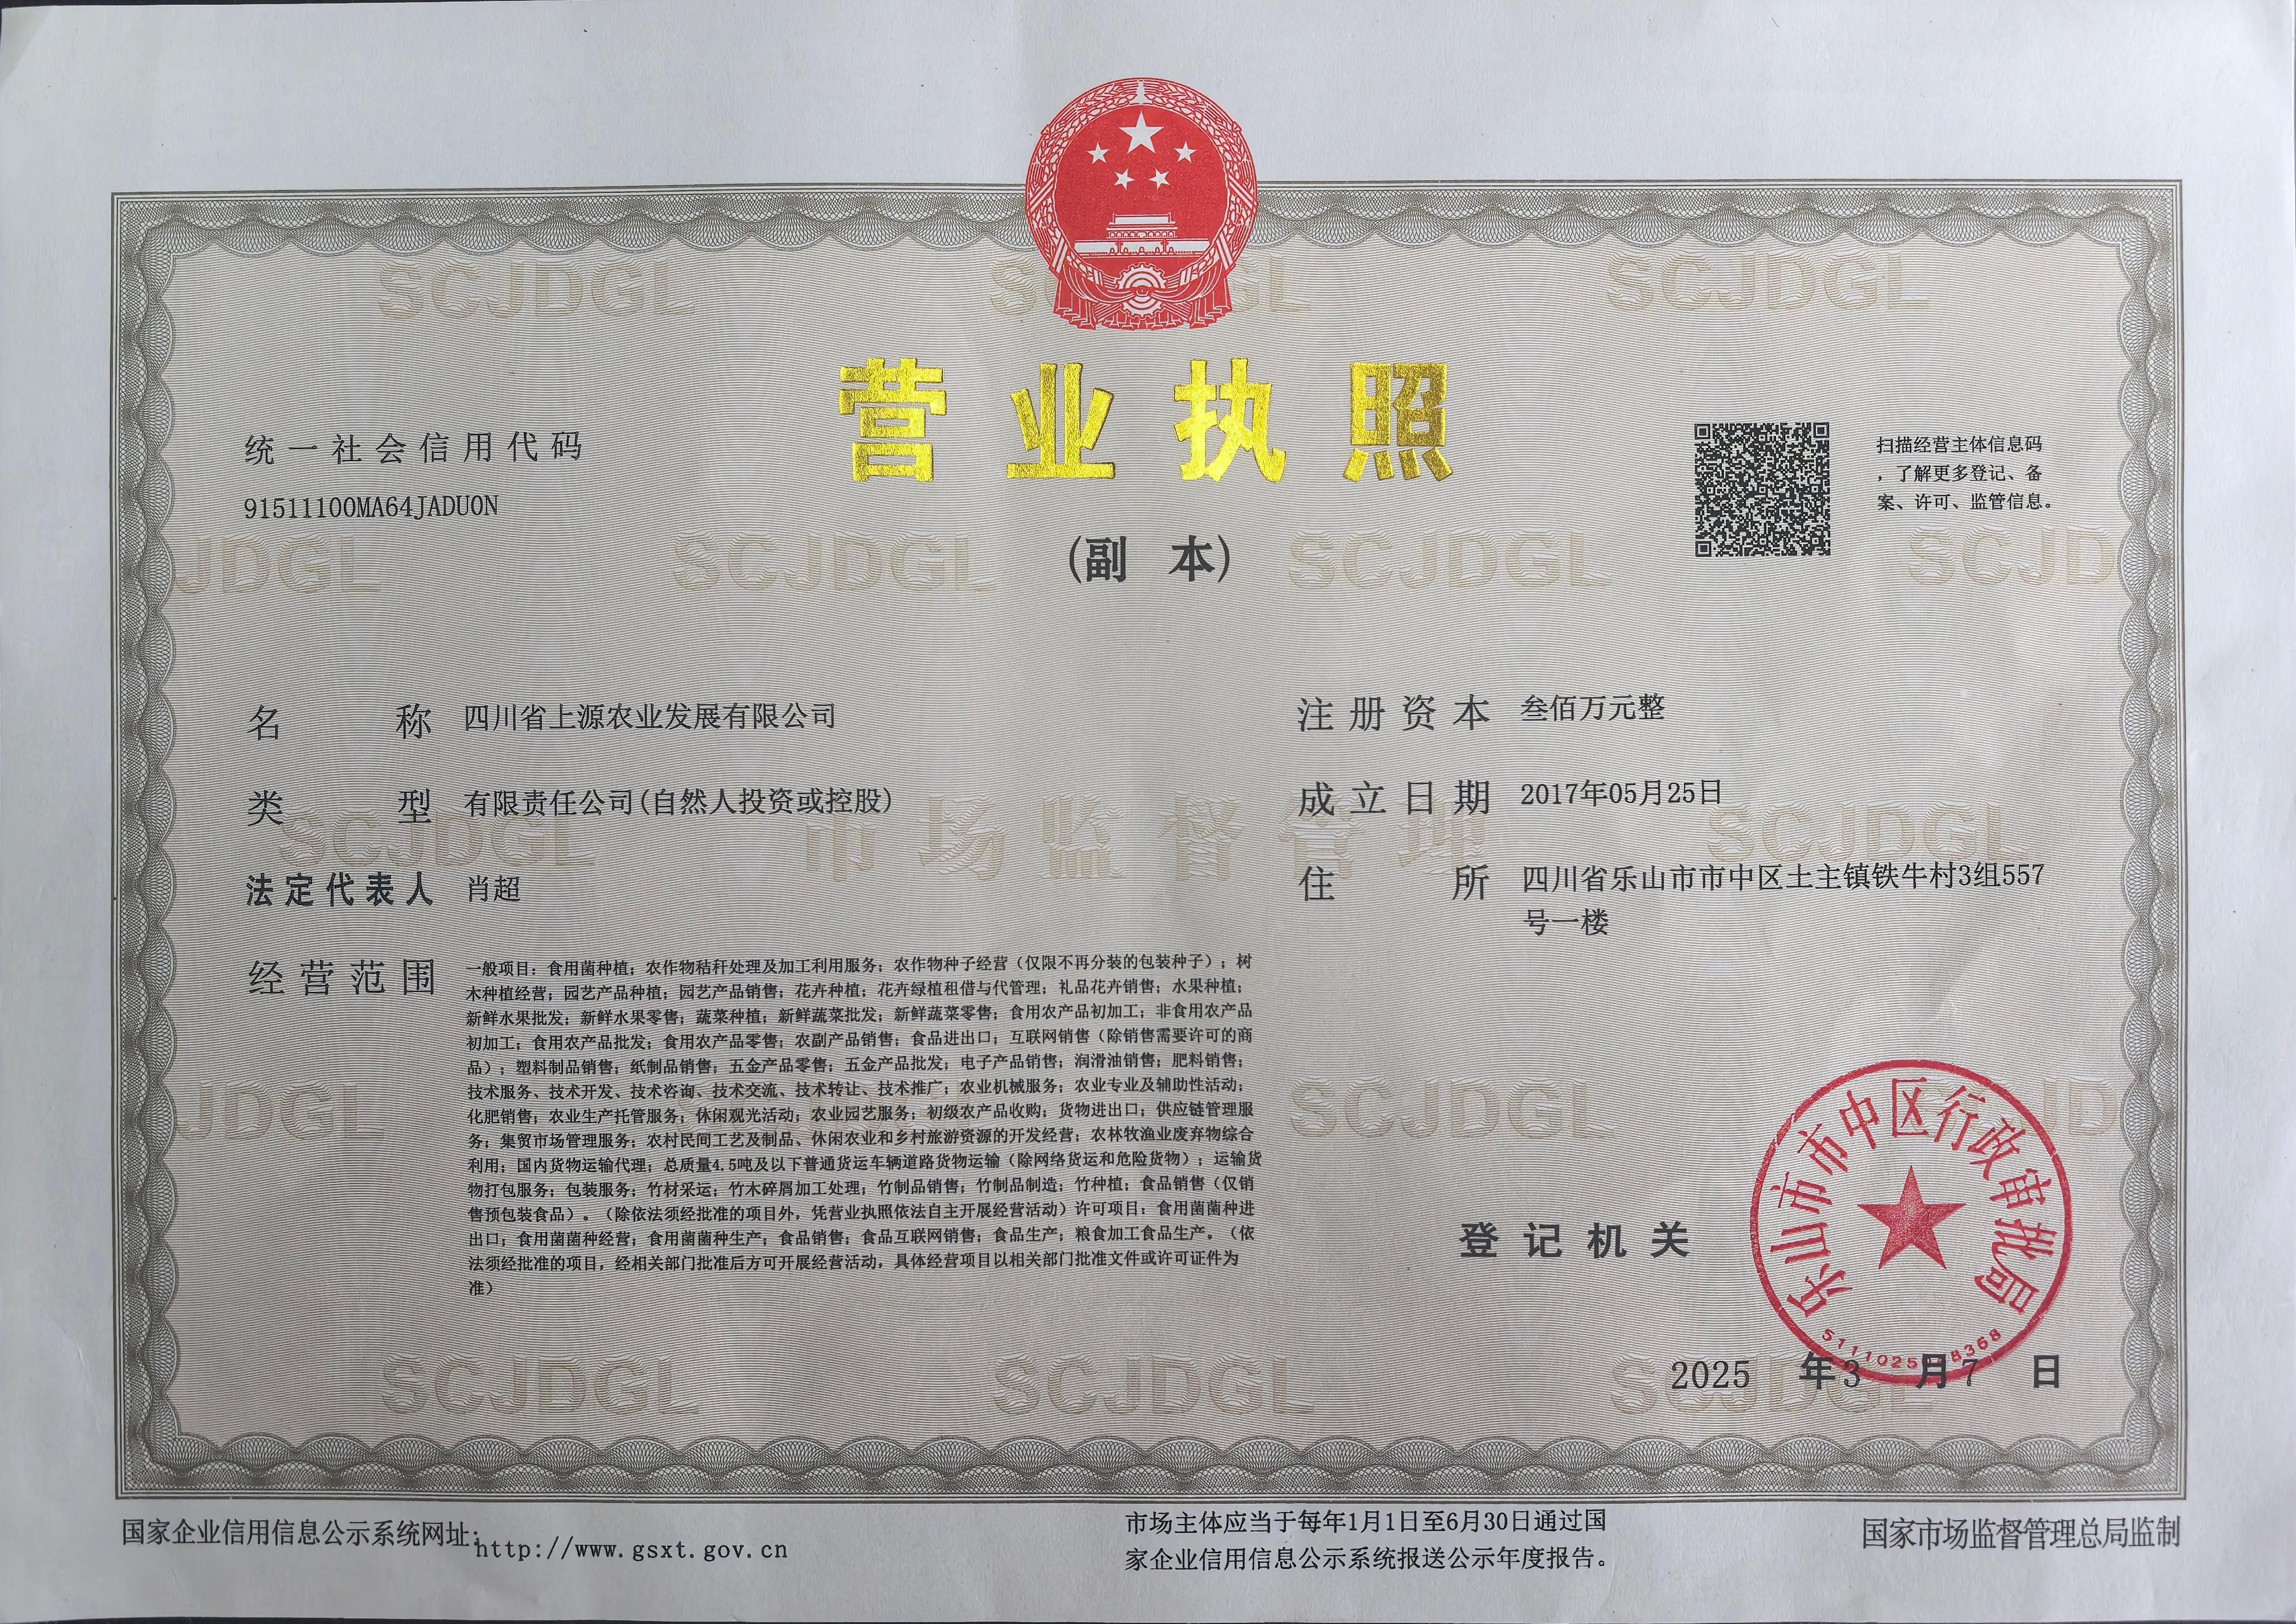 营业执照
(副 本)
统一社会信用代码
91511100MA64JADU0N
扫描经营主体信息码
，了解更多登记、备
案、许可、监管信息。
名 称 四川省上源农业发展有限公司
类 型 有限责任公司(自然人投资或控股)
法定代表人 肖超
经营范围 一般项目：食用菌种植；农作物秸秆处理及加工利用服务；农作物种子经营（仅限不再分装的包装种子）；树
木种植经营；园艺产品种植；园艺产品销售；花卉种植；花卉绿植租借与代管理；礼品花卉销售；水果种植；
新鲜水果批发；新鲜水果零售；蔬菜种植；新鲜蔬菜批发；新鲜蔬菜零售；食用农产品初加工；非食用农产品
初加工；食用农产品批发；食用农产品零售；农副产品销售；食品进出口；互联网销售（除销售需要许可的商
品）；塑料制品销售；纸制品销售；五金产品零售；五金产品批发；电子产品销售；润滑油销售；肥料销售；
技术服务、技术开发、技术咨询、技术交流、技术转让、技术推广；农业机械服务；农业专业及辅助性活动；
化肥销售；农业生产托管服务；休闲观光活动；农业园艺服务；初级农产品收购；货物进出口；供应链管理服
务；集贸市场管理服务；农村民间工艺及制品、休闲农业和乡村旅游资源的开发经营；农林牧渔业废弃物综合
利用；国内货物运输代理；总质量4.5吨及以下普通货运车辆道路货物运输（除网络货运和危险货物）；运输货
物打包服务；包装服务；竹材采运；竹木碎屑加工处理；竹制品销售；竹制品制造；竹种植；食品销售（仅销
售预包装食品）。（除依法须经批准的项目外，凭营业执照依法自主开展经营活动）许可项目：食用菌菌种进
出口；食用菌菌种经营；食用菌菌种生产；食品销售；食品互联网销售；食品生产；粮食加工食品生产。（依
法须经批准的项目，经相关部门批准后方可开展经营活动，具体经营项目以相关部门批准文件或许可证件为
准）
注册资本 叁佰万元整
成立日期 2017年05月25日
住 所 四川省乐山市市中区土主镇铁牛村3组557
号一楼
登记机关
乐山市市中区行政审批局
2025 年 3 月 7 日
国家企业信用信息公示系统网址：http://www.gsxt.gov.cn
市场主体应当于每年1月1日至6月30日通过国
家企业信用信息公示系统报送公示年度报告。
国家市场监督管理总局监制
SCJDGL
市场监督管理